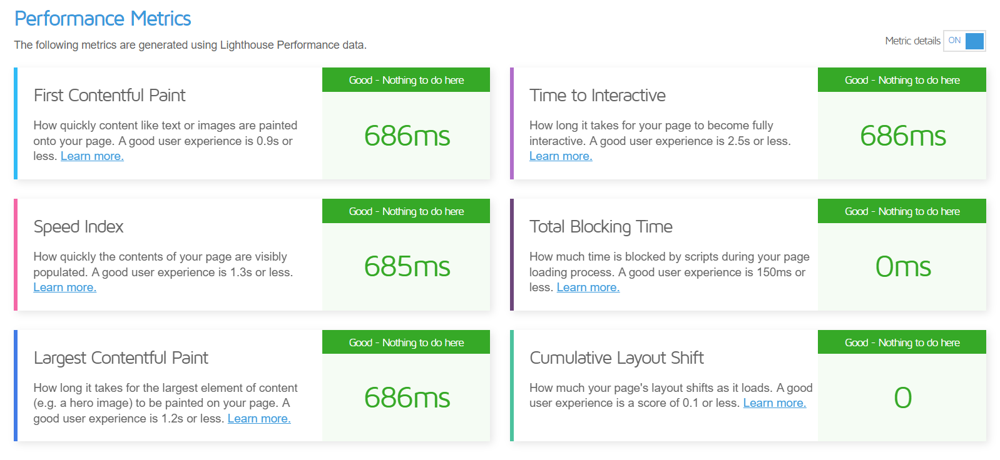 Performance Metrics
The following metrics are generated using Lighthouse Performance data.
Metric details ON
First Contentful Paint
How quickly content like text or images are painted
onto your page. A good user experience is 0.9s or
less. Learn more.
Good - Nothing to do here
686ms
Time to Interactive
How long it takes for your page to become fully
interactive. A good user experience is 2.5s or less.
Learn more.
Good - Nothing to do here
686ms
Speed Index
How quickly the contents of your page are visibly
populated. A good user experience is 1.3s or less.
Learn more.
Good - Nothing to do here
685ms
Total Blocking Time
How much time is blocked by scripts during your page
loading process. A good user experience is 150ms or
less. Learn more.
Good - Nothing to do here
0ms
Largest Contentful Paint
How long it takes for the largest element of content
(e.g. a hero image) to be painted on your page. A
good user experience is 1.2s or less. Learn more.
Good - Nothing to do here
686ms
Cumulative Layout Shift
How much your page's layout shifts as it loads. A good
user experience is a score of 0.1 or less. Learn more.
Good - Nothing to do here
0